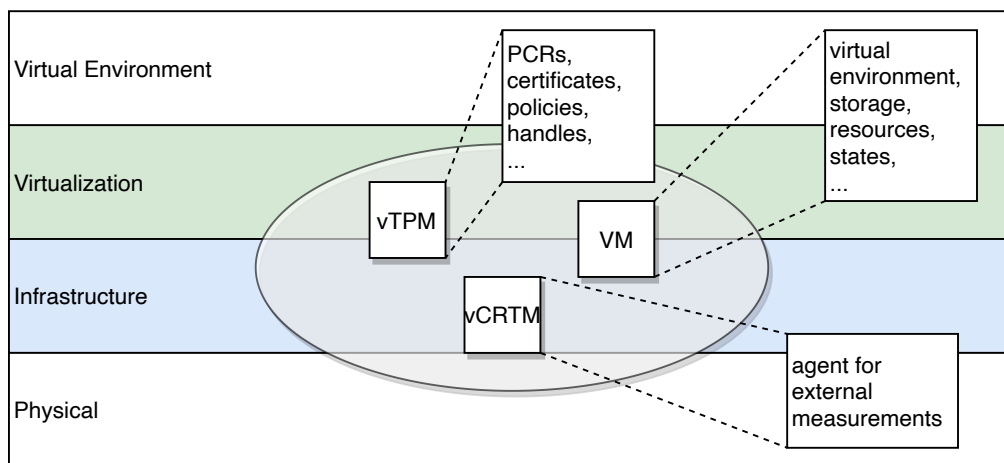 Virtual Environment
PCRs,
certificates,
policies,
handles,
...
virtual
environment,
storage,
resources,
states,
...
Virtualization
vTPM
VM
Infrastructure
vCRTM
agent for
external
measurements
Physical